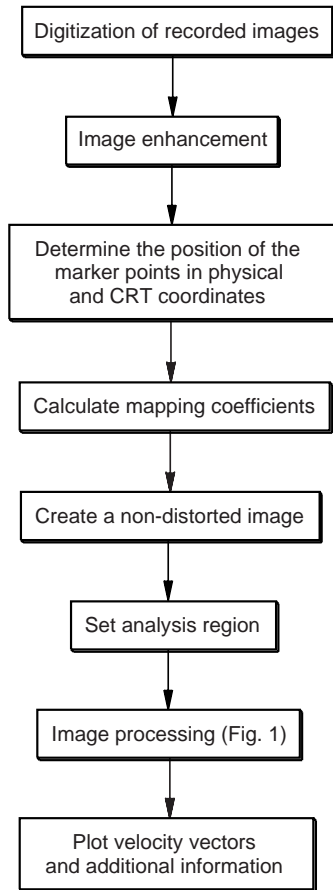 Digitization of recorded images
Image enhancement
Determine the position of the
marker points in physical
and CRT coordinates
Calculate mapping coefficients
Create a non-distorted image
Set analysis region
Image processing (Fig. 1)
Plot velocity vectors
and additional information